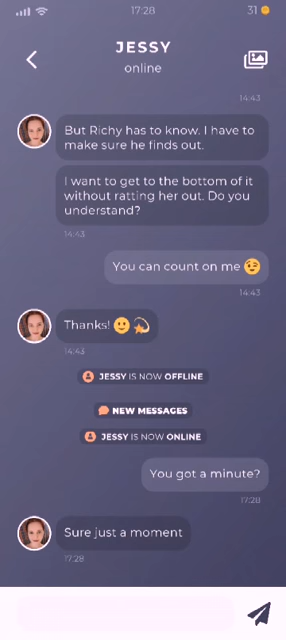 17:28
31
JESSY
online
14:43
But Richy has to know. I have to
make sure he finds out.
I want to get to the bottom of it
without ratting her out. Do you
understand?
14:43
You can count on me
14:43
Thanks!
14:43
JESSY IS NOW OFFLINE
NEW MESSAGES
JESSY IS NOW ONLINE
You got a minute?
17:28
Sure just a moment
17:28